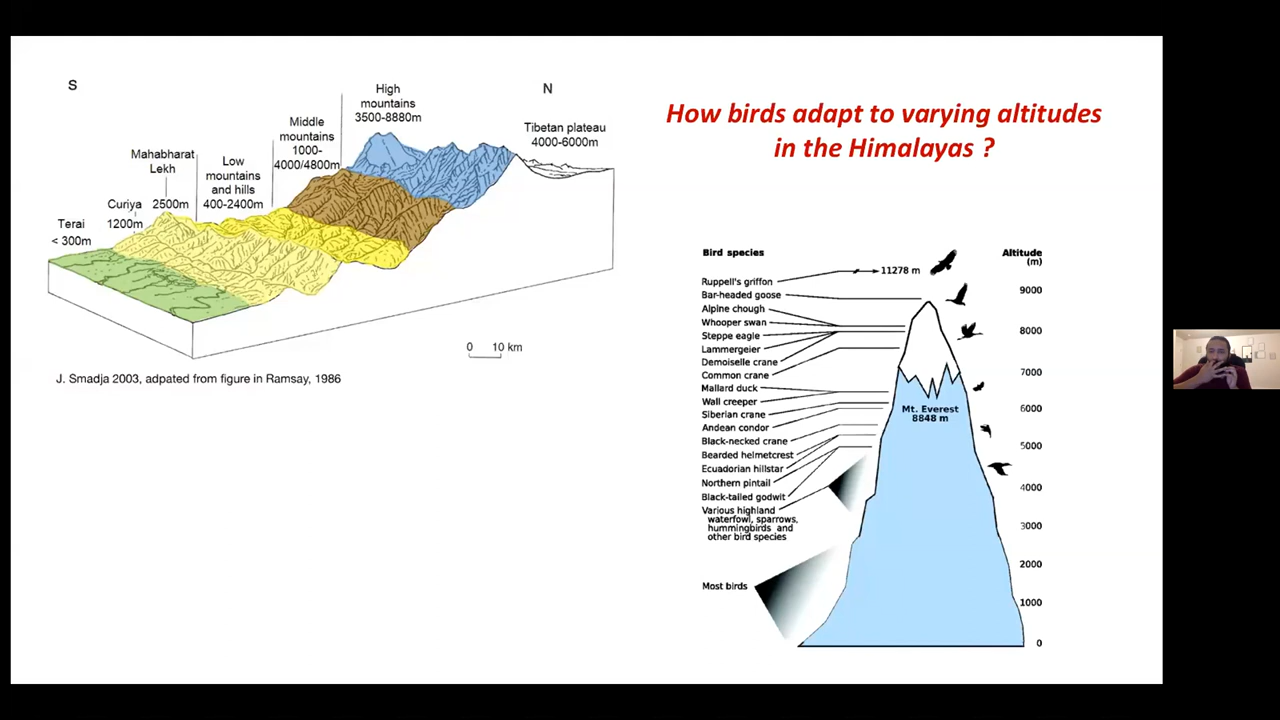 S
N
High
mountains
3500-8880m
Middle
mountains
1000-
4000/4800m
Tibetan plateau
4000-6000m
Mahabharat
Lekh
2500m
Low
mountains
and hills
400-2400m
Curiya
1200m
Terai
< 300m
0 10 km
J. Smadja 2003, adpated from figure in Ramsay, 1986
How birds adapt to varying altitudes
in the Himalayas ?
Bird species
Altitude
(m)
11278 m
Ruppell's griffon
Bar-headed goose
Alpine chough
Whooper swan
Steppe eagle
Lammergeier
Demoiselle crane
Common crane
Mallard duck
Wall creeper
Siberian crane
Andean condor
Black-necked crane
Bearded helmetcrest
Ecuadorian hillstar
Northern pintail
Black-tailed godwit
Various highland
waterfowl, sparrows,
hummingbirds and
other bird species
Most birds
Mt. Everest
8848 m
9000
8000
7000
6000
5000
4000
3000
2000
1000
0